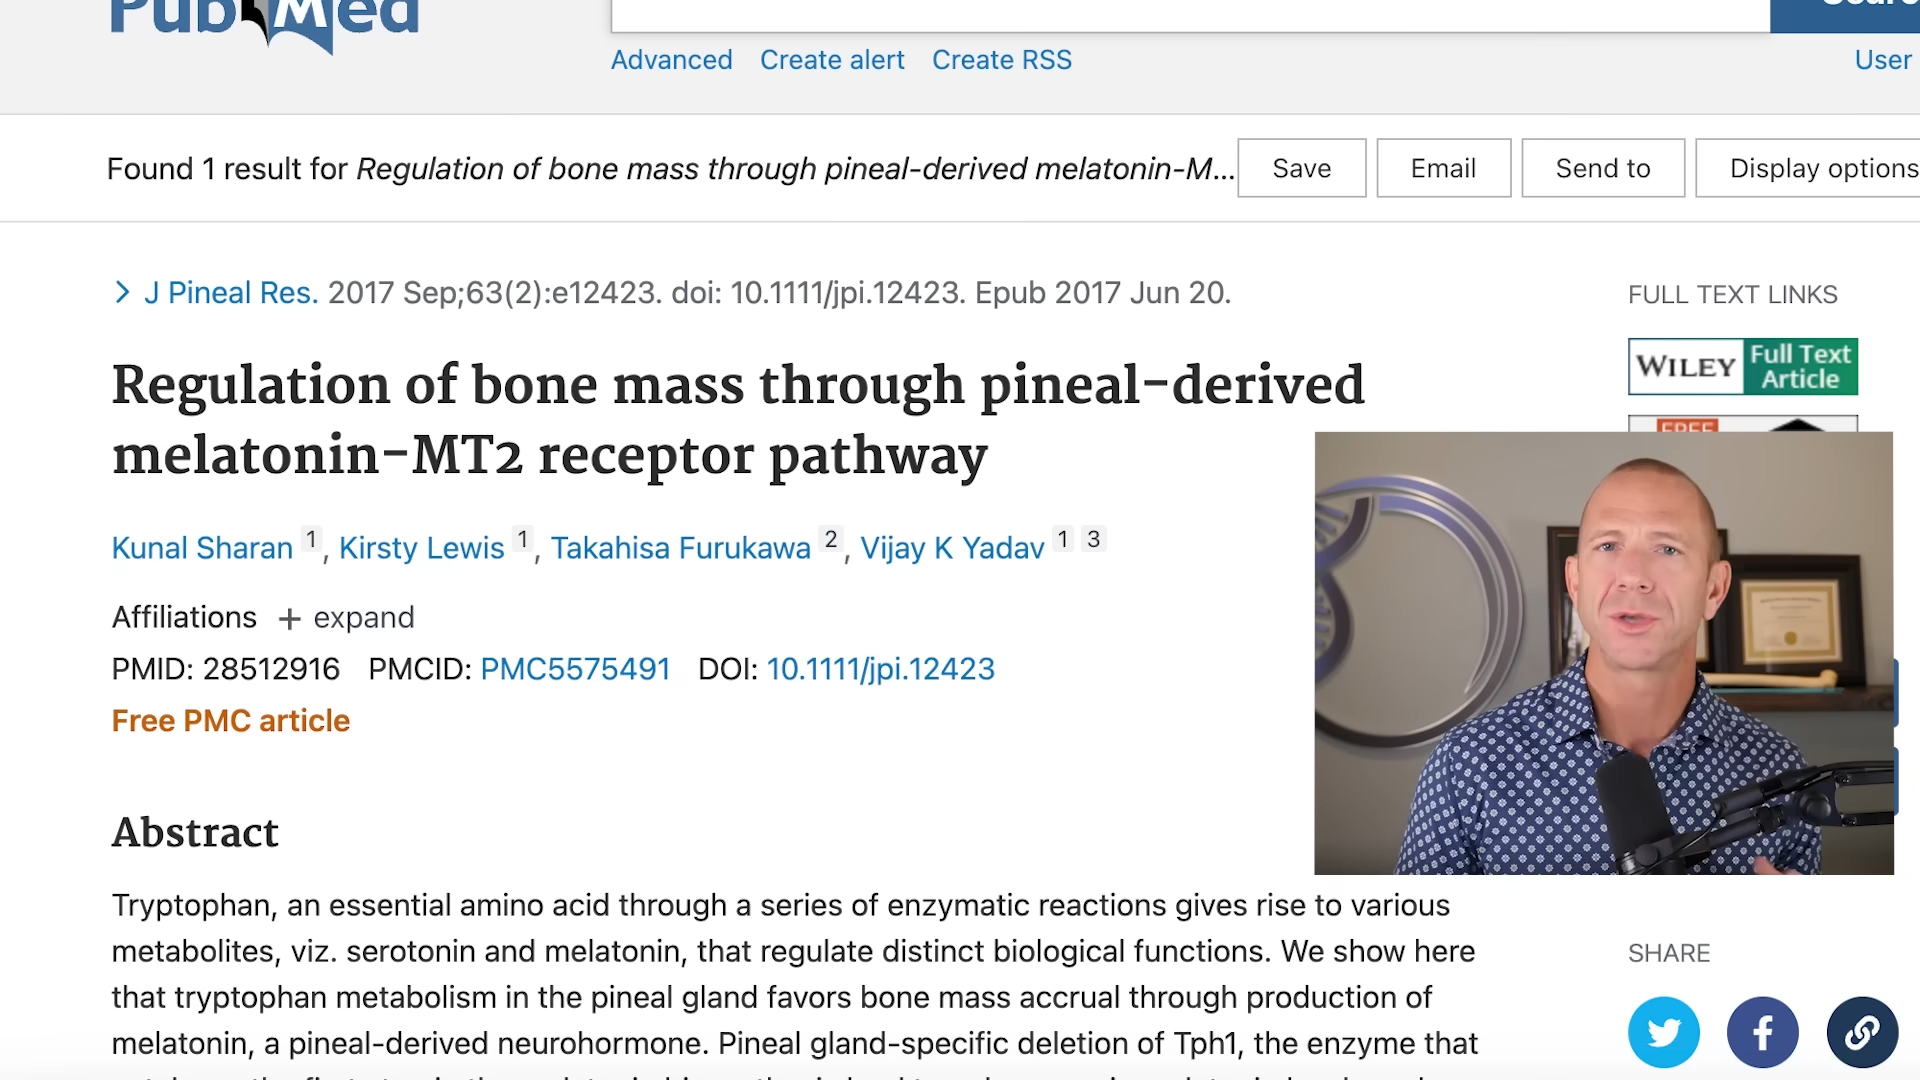 PubMed
Advanced Create alert Create RSS User
Found 1 result for Regulation of bone mass through pineal-derived melatonin-M... Save Email Send to Display options
J Pineal Res. 2017 Sep;63(2):e12423. doi: 10.1111/jpi.12423. Epub 2017 Jun 20.
FULL TEXT LINKS
WILEY Full Text Article
FREE
Regulation of bone mass through pineal-derived
melatonin-MT2 receptor pathway
Kunal Sharan 1, Kirsty Lewis 1, Takahisa Furukawa 2, Vijay K Yadav 1 3
Affiliations + expand
PMID: 28512916 PMCID: PMC5575491 DOI: 10.1111/jpi.12423
Free PMC article
Abstract
Tryptophan, an essential amino acid through a series of enzymatic reactions gives rise to various
metabolites, viz. serotonin and melatonin, that regulate distinct biological functions. We show here
that tryptophan metabolism in the pineal gland favors bone mass accrual through production of
melatonin, a pineal-derived neurohormone. Pineal gland-specific deletion of Tph1, the enzyme that
SHARE